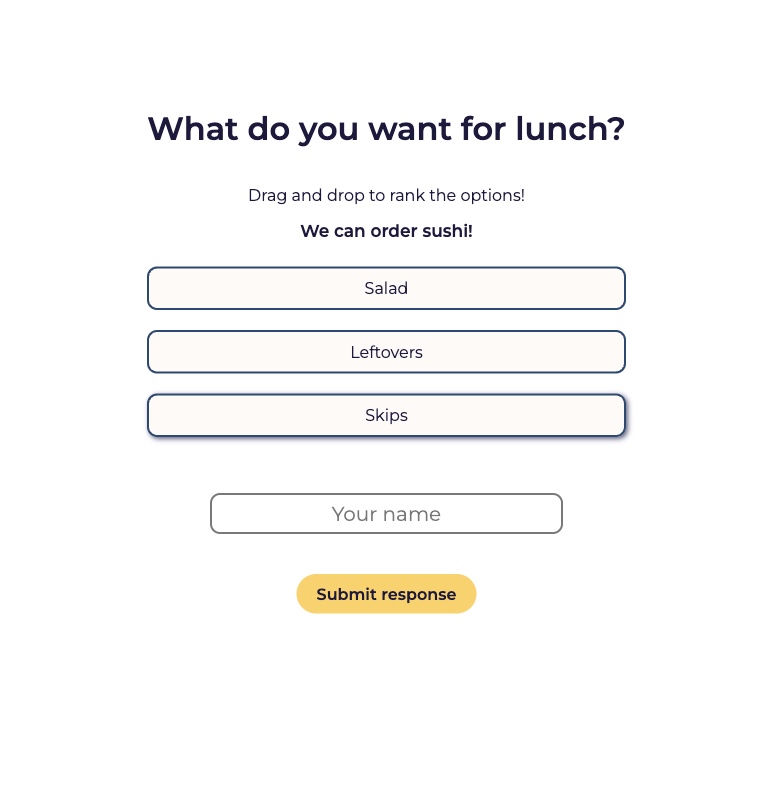 What do you want for lunch?
Drag and drop to rank the options!
We can order sushi!
Salad
Leftovers
Skips
Your name
Submit response